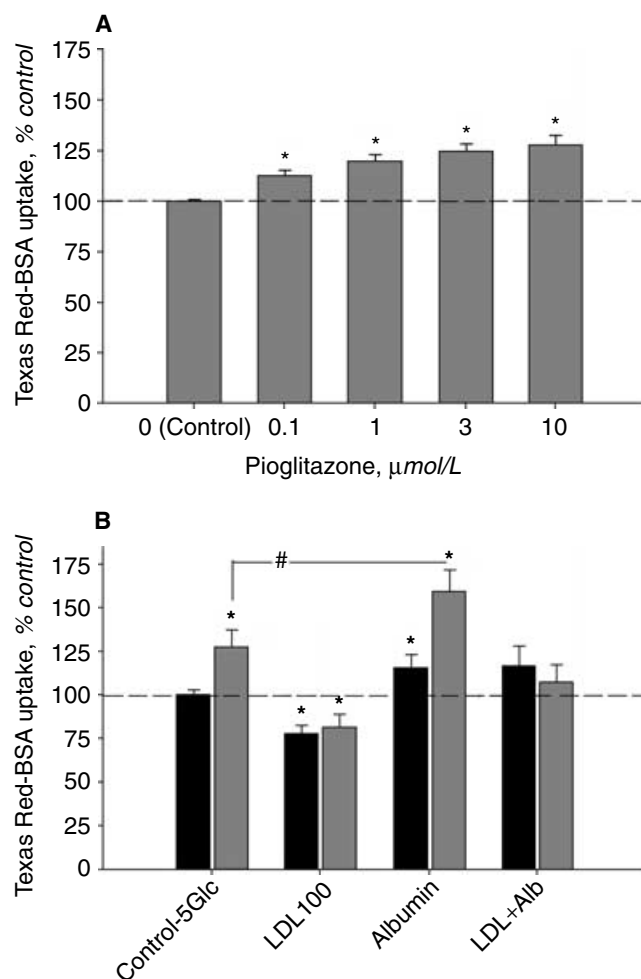 A
Texas Red-BSA uptake, % control
175
150
125
100
75
50
25
0
* * * *
0 (Control) 0.1 1 3 10
Pioglitazone, μmol/L
B
Texas Red-BSA uptake, % control
175
150
125
100
75
50
25
0
#
* * * * *
Control-5Glc LDL100 Albumin LDL+Alb